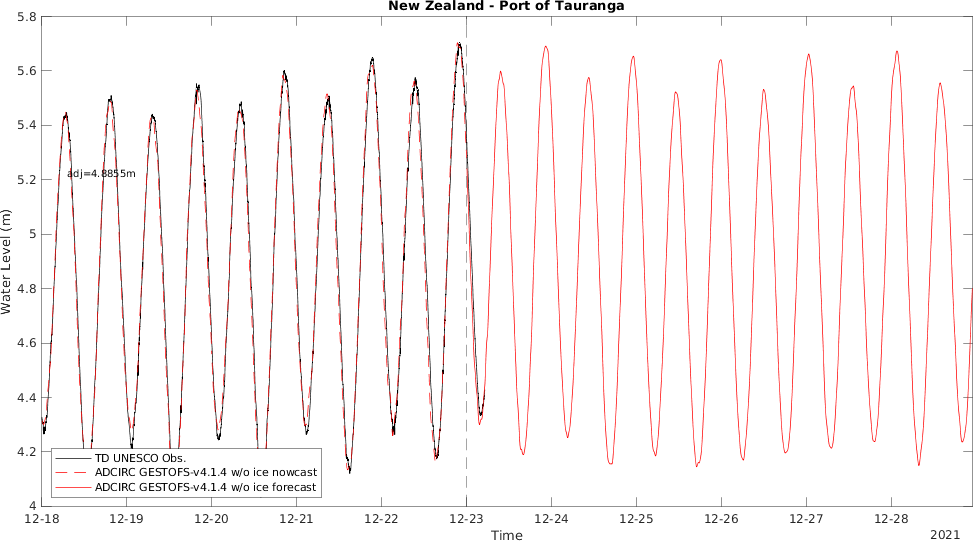 New Zealand - Port of Tauranga
5.8
5.6
5.4
5.2
5
4.8
4.6
4.4
4.2
4
Water Level (m)
adj=4.8855m
TD UNESCO Obs.
ADCIRC GESTOFS-v4.1.4 w/o ice nowcast
ADCIRC GESTOFS-v4.1.4 w/o ice forecast
12-18 12-19 12-20 12-21 12-22 12-23 12-24 12-25 12-26 12-27 12-28
Time
2021